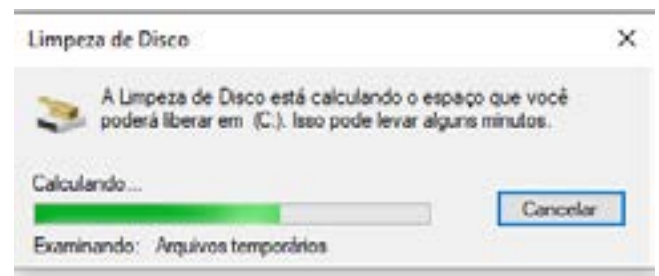 Limpeza de Disco
A Limpeza de Disco está calculando o espaço que você
poderá liberar em (C:). Isso pode levar alguns minutos.
Calculando...
Cancelar
Examinando: Arquivos temporários